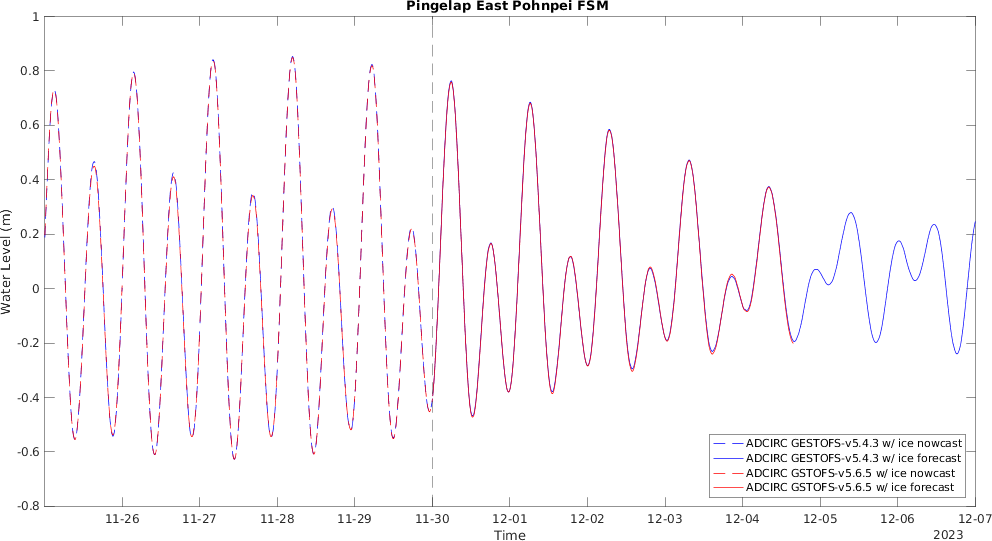 Pingelap East Pohnpei FSM
1
0.8
0.6
0.4
0.2
0
-0.2
-0.4
-0.6
-0.8
Water Level (m)
ADCIRC GESTOFS-v5.4.3 w/ ice nowcast
ADCIRC GESTOFS-v5.4.3 w/ ice forecast
ADCIRC GSTOFS-v5.6.5 w/ ice nowcast
ADCIRC GSTOFS-v5.6.5 w/ ice forecast
11-26 11-27 11-28 11-29 11-30 12-01 12-02 12-03 12-04 12-05 12-06 12-07
Time
2023